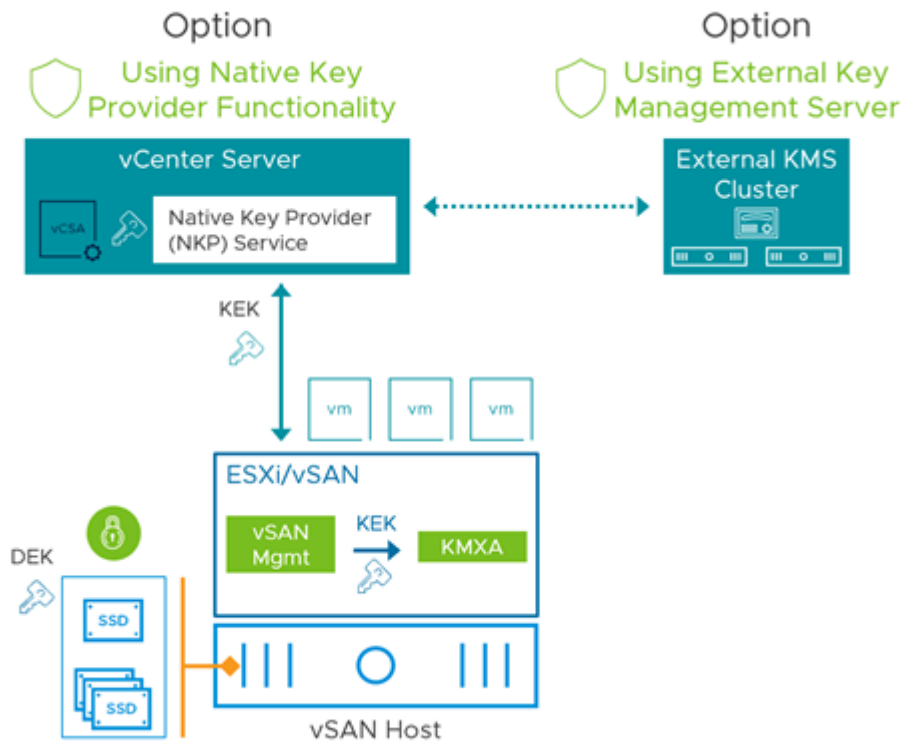 Option
Using Native Key
Provider Functionality
Option
Using External Key
Management Server
vCenter Server
vCSA
Native Key Provider
(NKP) Service
External KMS
Cluster
KEK
vm
vm
vm
ESXi/vSAN
vSAN
Mgmt
KEK
KMXA
DEK
SSD
SSD
vSAN Host